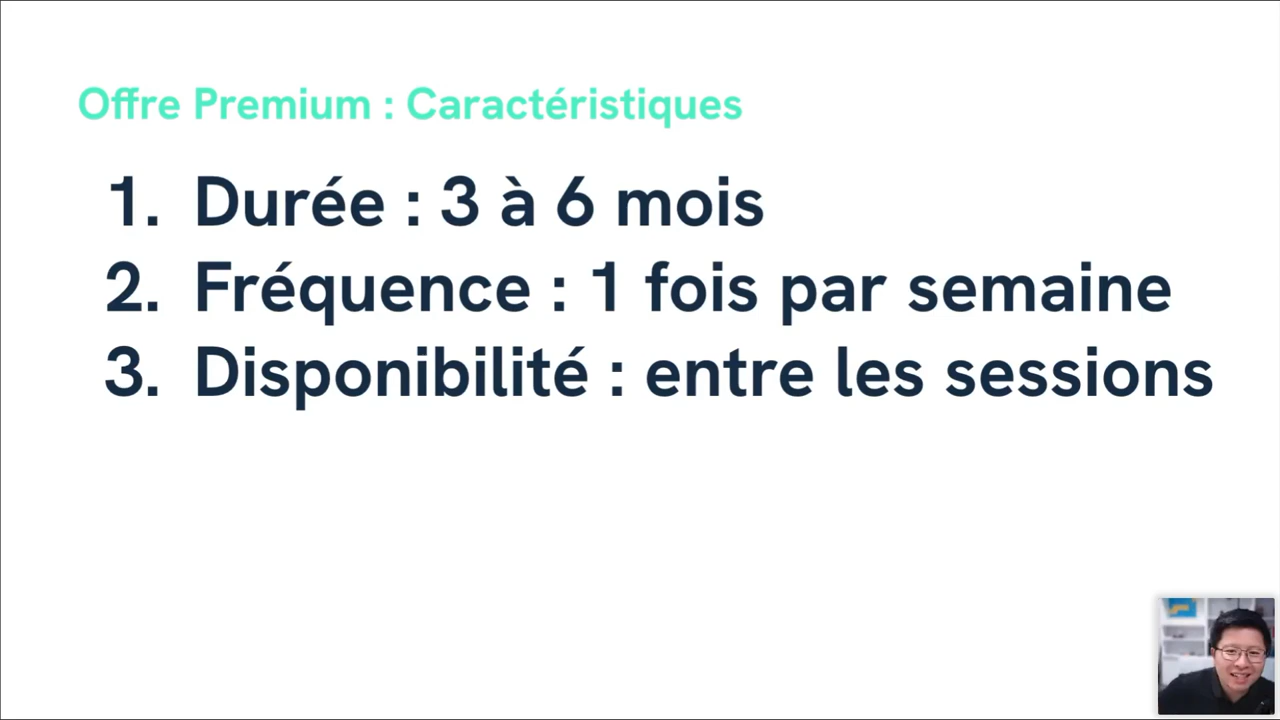 Offre Premium : Caractéristiques
1. Durée : 3 à 6 mois
2. Fréquence : 1 fois par semaine
3. Disponibilité : entre les sessions